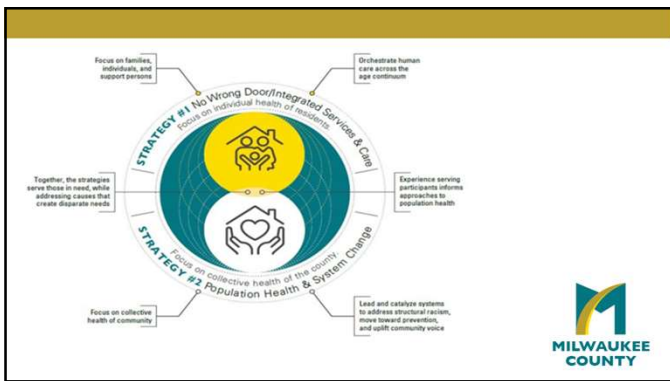 Focus on families,
individuals, and
support persons
Orchestrate human
care across the
age continuum
STRATEGY #1 No Wrong Door/Integrated Services & Care
Focus on individual health of residents.
Together, the strategies
serve those in need, while
addressing causes that
create disparate needs
Experience serving
participants informs
approaches to
population health
Focus on collective health of the county.
STRATEGY #2 Population Health & System Change
Focus on collective
health of community
Lead and catalyze systems
to address structural racism,
move toward prevention,
and uplift community voice
MILWAUKEE
COUNTY